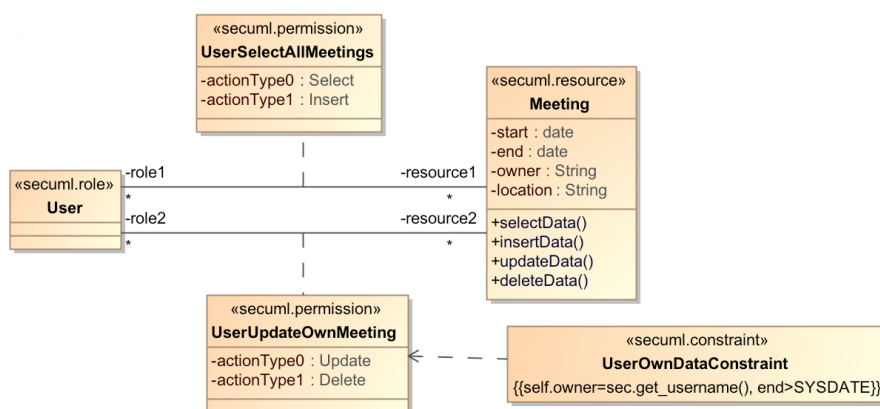 «secuml.permission»
UserSelectAllMeetings
-actionType0 : Select
-actionType1 : Insert
«secuml.resource»
Meeting
-start : date
-end : date
-owner : String
-location : String
+selectData()
+insertData()
+updateData()
+deleteData()
«secuml.role»
User
-role1
*
-resource1
*
-role2
*
-resource2
*
«secuml.permission»
UserUpdateOwnMeeting
-actionType0 : Update
-actionType1 : Delete
«secuml.constraint»
UserOwnDataConstraint
{{self.owner=sec.get_username(), end>SYSDATE}}